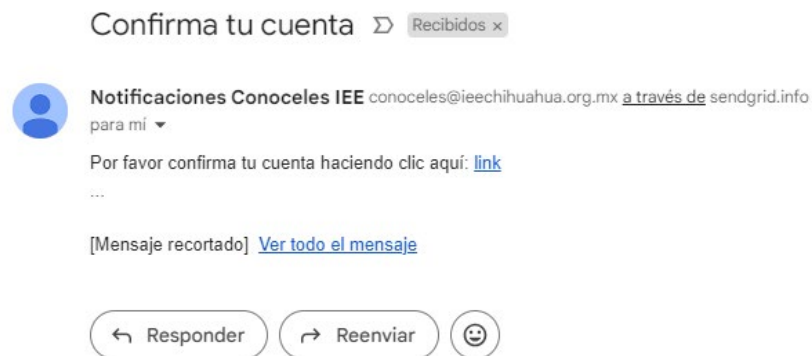 Confirma tu cuenta Recibidos x
Notificaciones Conoceles IEE conoceles@ieechihuahua.org.mx a través de sendgrid.info
para mí
Por favor confirma tu cuenta haciendo clic aquí: link
...
[Mensaje recortado] Ver todo el mensaje
Responder Reenviar